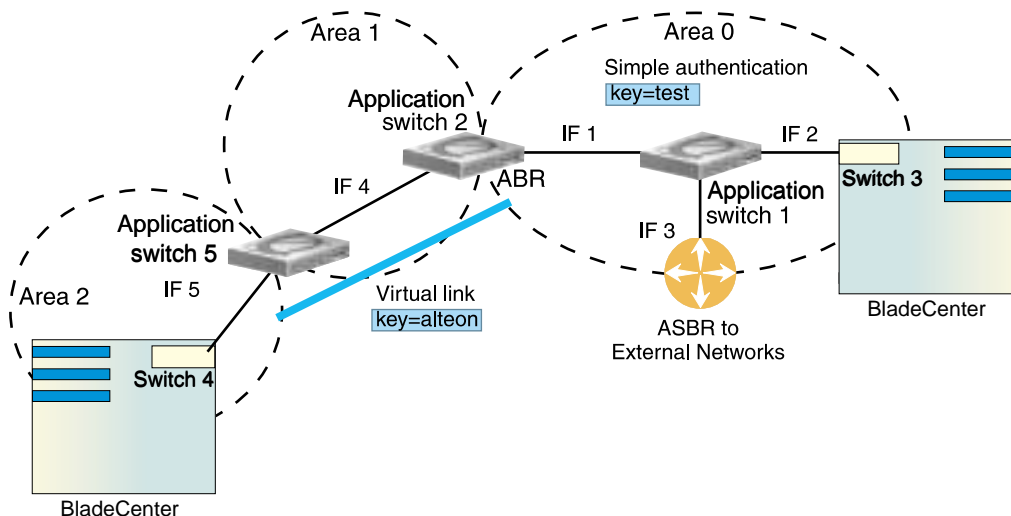 Area 1
Area 0
Simple authentication
key=test
Application
switch 2
IF 1
IF 2
ABR
Switch 3
Application
switch 1
IF 4
IF 3
Application
switch 5
Area 2
IF 5
Virtual link
key=alteon
BladeCenter
ASBR to
External Networks
Switch 4
BladeCenter